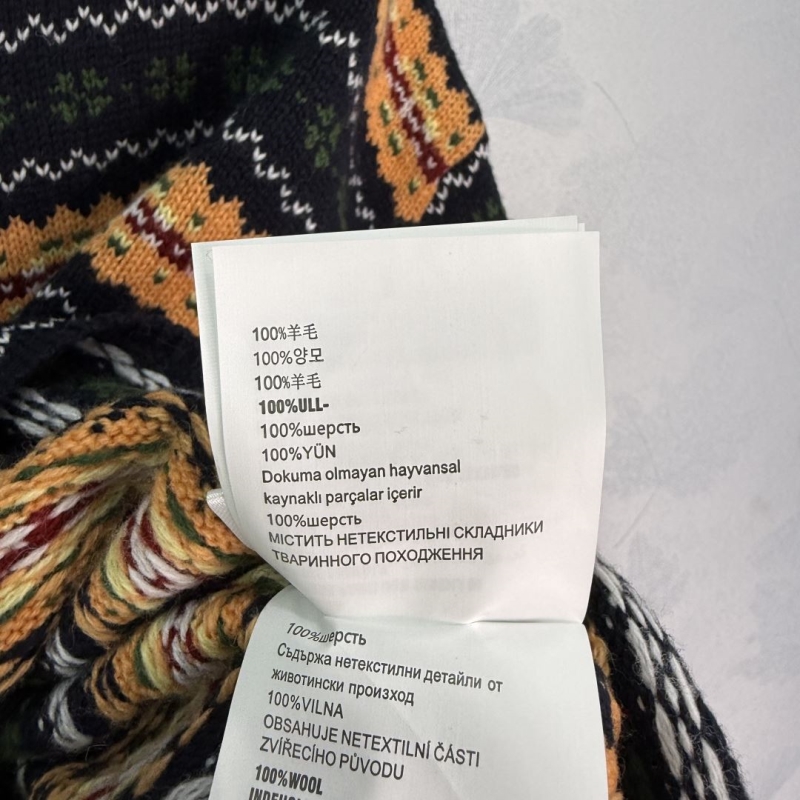 100%羊毛
100%양모
100%羊毛
100%ULL-
100%шерсть
100%YÜN
Dokuma olmayan hayvansal
kaynaklı parçalar içerir
100%шерсть
МІСТИТЬ НЕТЕКСТИЛЬНІ СКЛАДНИКИ
ТВАРИННОГО ПОХОДЖЕННЯ
100%шерсть
Съдържа нетекстилни детайли от
животински произход
100%VILNA
OBSAHUJE NETEXTILNÍ ČÁSTI
ZVÍŘECÍHO PŮVODU
100%WOOL